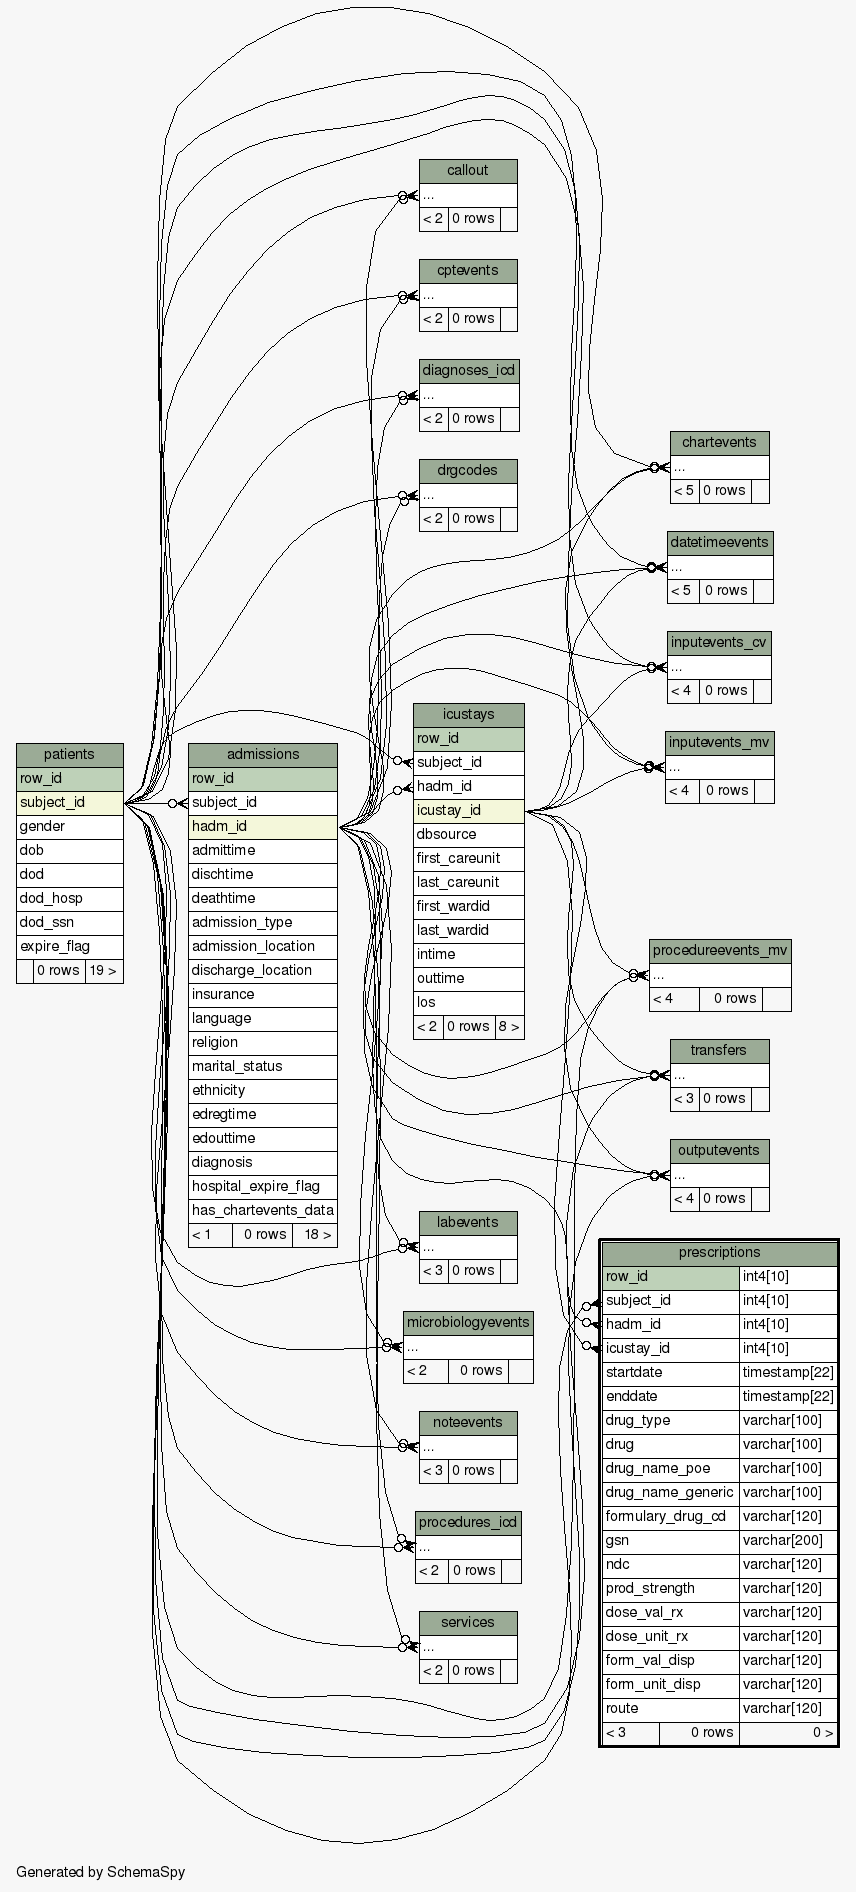 callout
...
< 2 0 rows
cptevents
...
< 2 0 rows
diagnoses_icd
...
< 2 0 rows
drgcodes
...
< 2 0 rows
chartevents
...
< 5 0 rows
datetimeevents
...
< 5 0 rows
inputevents_cv
...
< 4 0 rows
inputevents_mv
...
< 4 0 rows
patients
row_id
subject_id
gender
dob
dod
dod_hosp
dod_ssn
expire_flag
0 rows 19 >
admissions
row_id
subject_id
hadm_id
admittime
dischtime
deathtime
admission_type
admission_location
discharge_location
insurance
language
religion
marital_status
ethnicity
edregtime
edouttime
diagnosis
hospital_expire_flag
has_chartevents_data
< 1 0 rows 18 >
icustays
row_id
subject_id
hadm_id
icustay_id
dbsource
first_careunit
last_careunit
first_wardid
last_wardid
intime
outtime
los
< 2 0 rows 8 >
procedureevents_mv
...
< 4 0 rows
transfers
...
< 3 0 rows
outputevents
...
< 4 0 rows
labevents
...
< 3 0 rows
microbiologyevents
...
< 2 0 rows
noteevents
...
< 3 0 rows
procedures_icd
...
< 2 0 rows
services
...
< 2 0 rows
prescriptions
row_id int4[10]
subject_id int4[10]
hadm_id int4[10]
icustay_id int4[10]
startdate timestamp[22]
enddate timestamp[22]
drug_type varchar[100]
drug varchar[100]
drug_name_poe varchar[100]
drug_name_generic varchar[100]
formulary_drug_cd varchar[120]
gsn varchar[200]
ndc varchar[120]
prod_strength varchar[120]
dose_val_rx varchar[120]
dose_unit_rx varchar[120]
form_val_disp varchar[120]
form_unit_disp varchar[120]
route varchar[120]
< 3 0 rows 0 >
Generated by SchemaSpy